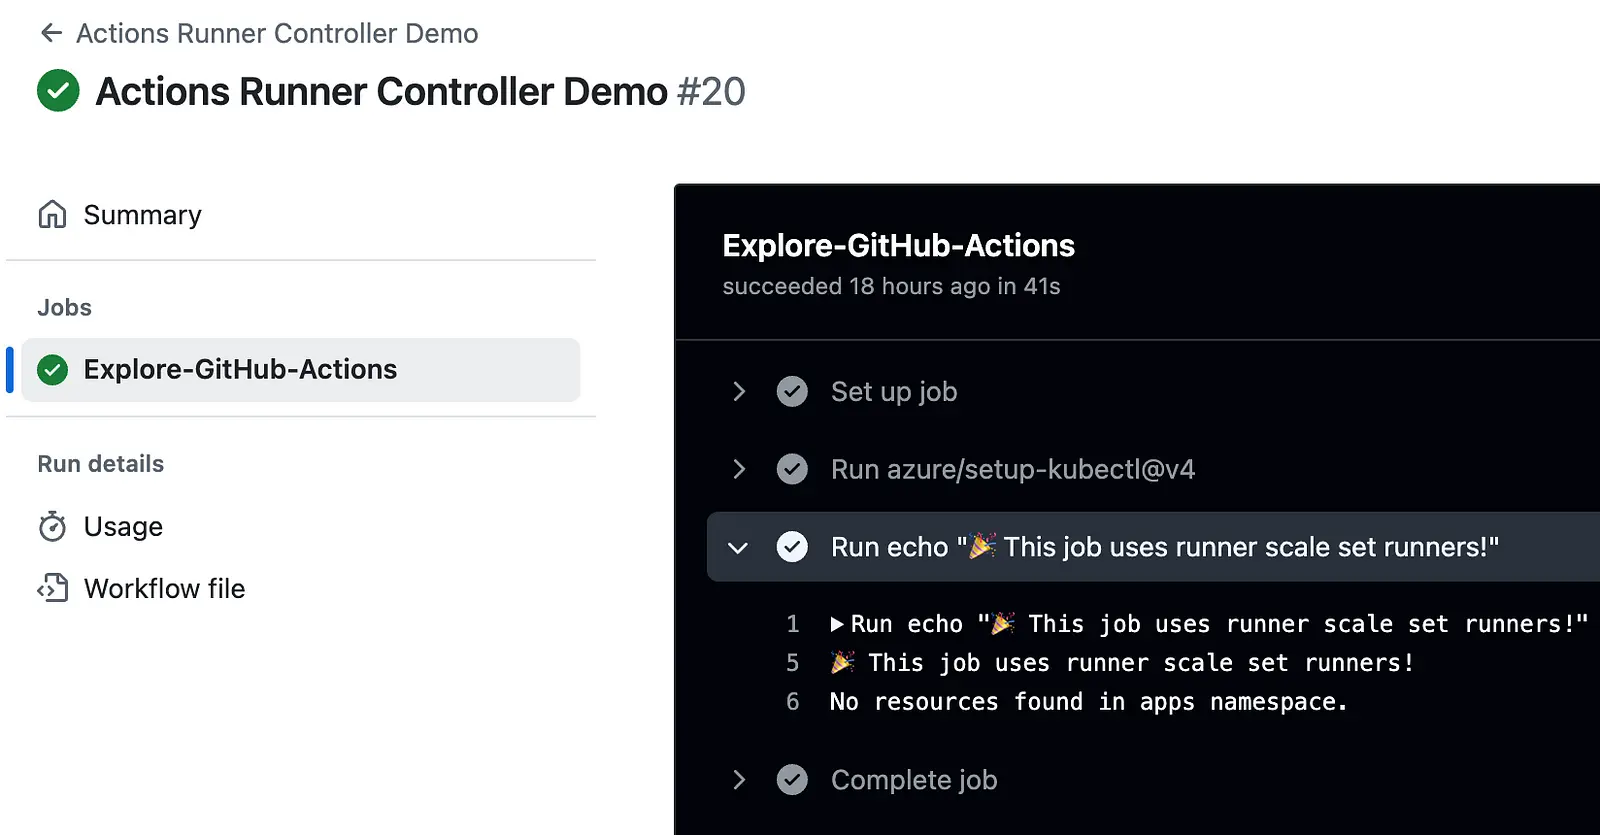 ← Actions Runner Controller Demo
Actions Runner Controller Demo #20
Summary
Jobs
Explore-GitHub-Actions
Run details
Usage
Workflow file
Explore-GitHub-Actions
succeeded 18 hours ago in 41s
Set up job
Run azure/setup-kubectl@v4
Run echo "🎉 This job uses runner scale set runners!"
1 ▶Run echo "🎉 This job uses runner scale set runners!"
5 🎉 This job uses runner scale set runners!
6 No resources found in apps namespace.
Complete job